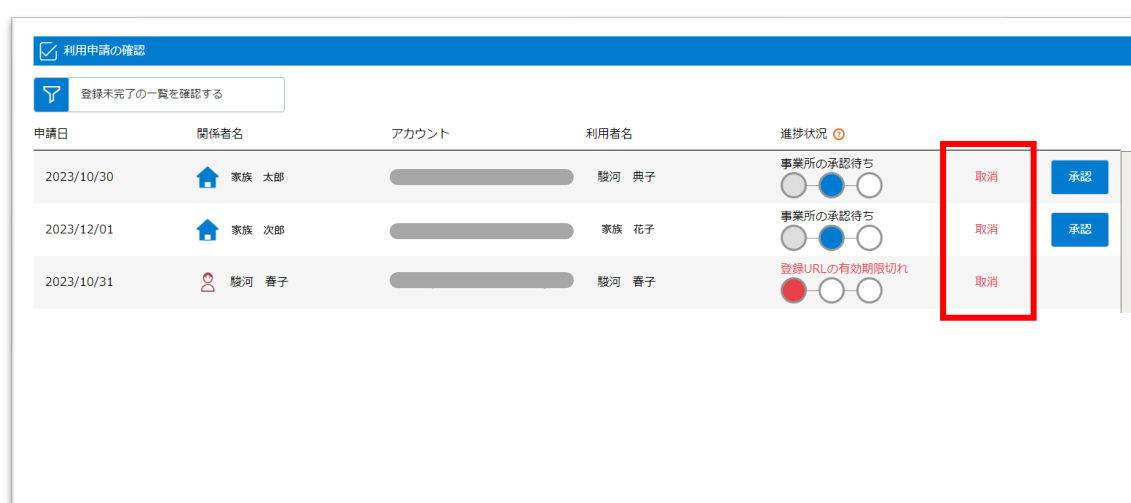 利用申請の確認
登録未完了の一覧を確認する
申請日 関係者名 アカウント 利用者名 進捗状況 ?
事業所の承認待ち
2023/10/30 家族 太郎 駿河 典子 取消 承認
事業所の承認待ち
2023/12/01 家族 次郎 家族 花子 取消 承認
登録URLの有効期限切れ
2023/10/31 駿河 春子 駿河 春子 取消